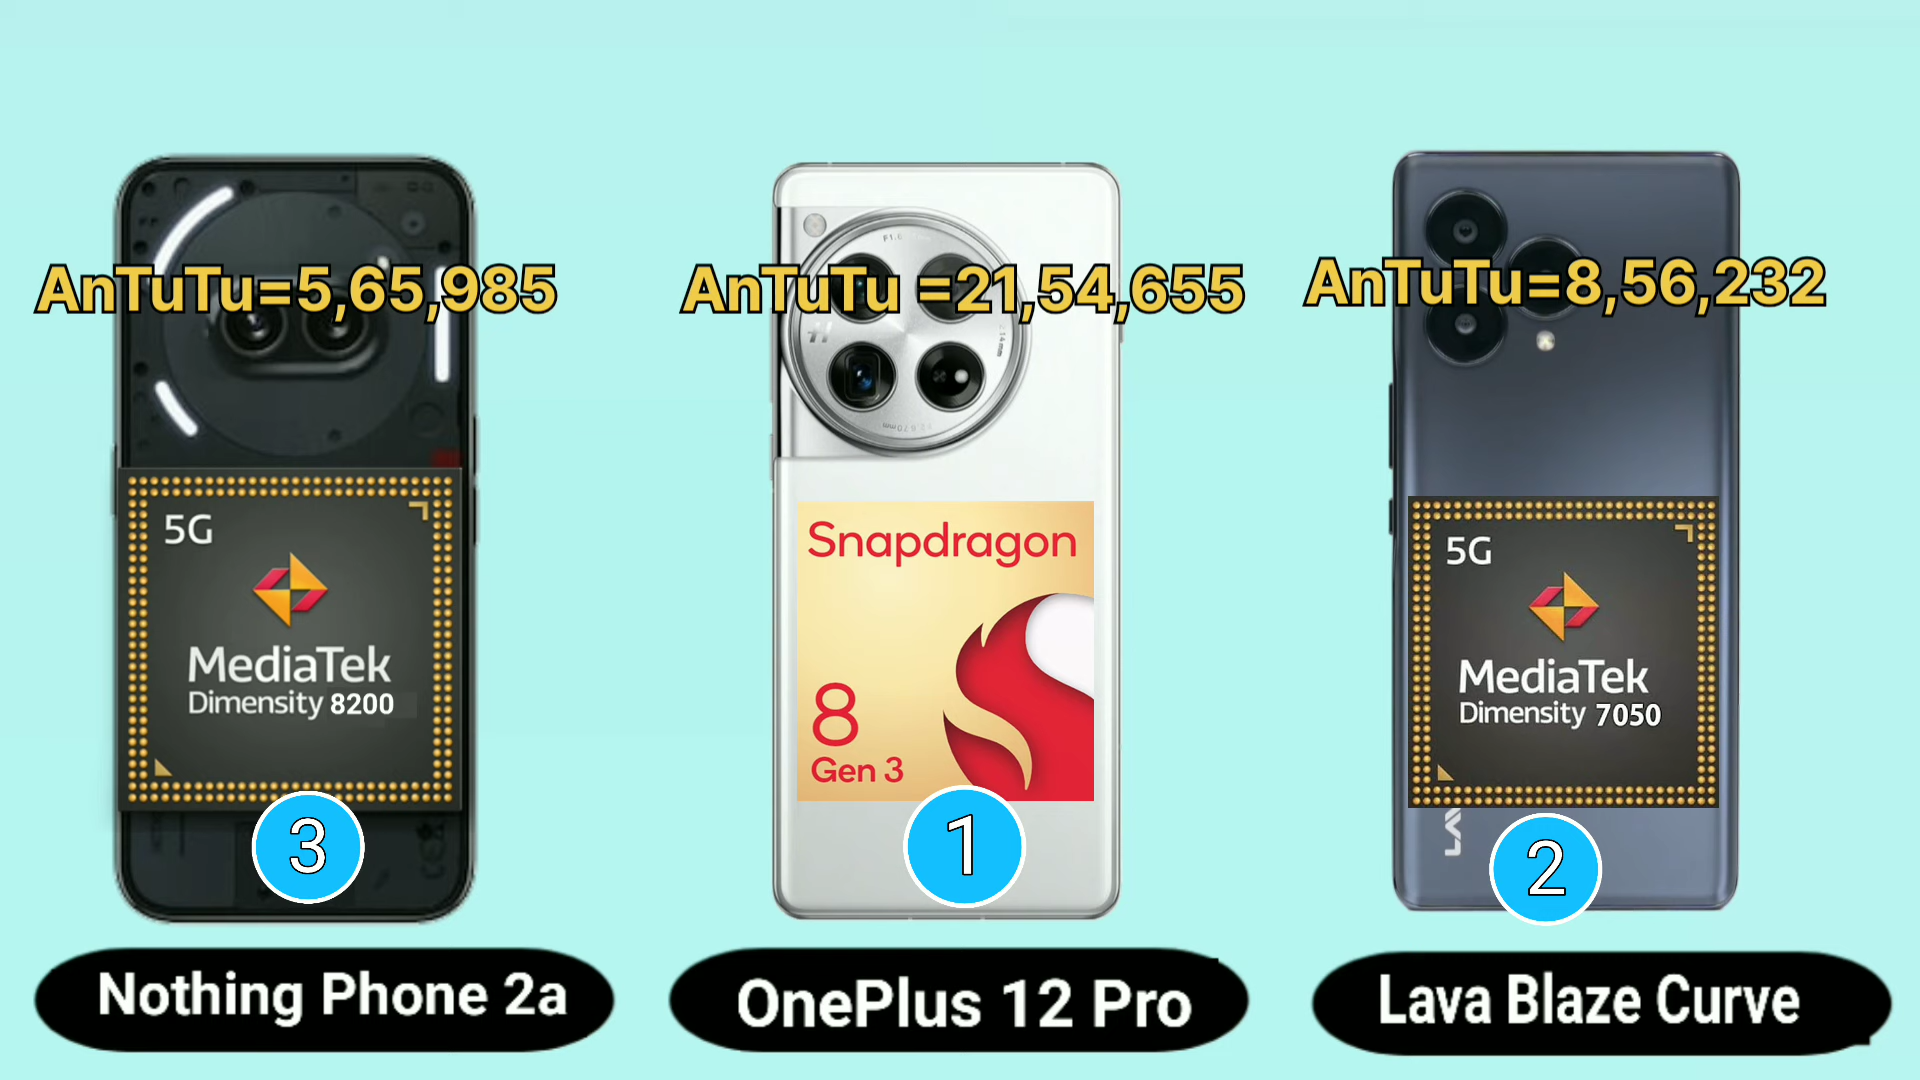 AnTuTu=5,65,985
5G
MediaTek
Dimensity 8200
3
Nothing Phone 2a
AnTuTu =21,54,655
Snapdragon
8
Gen 3
1
OnePlus 12 Pro
AnTuTu=8,56,232
5G
MediaTek
Dimensity 7050
LAV
2
Lava Blaze Curve